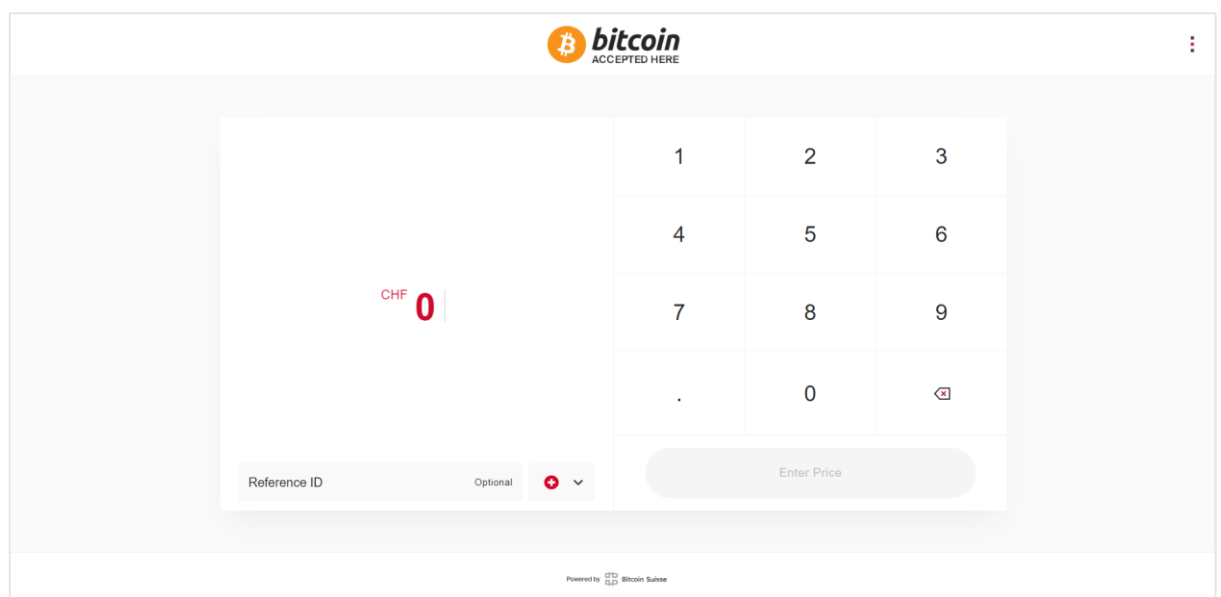 bitcoin
ACCEPTED HERE
1 2 3
4 5 6
CHF 0
7 8 9
. 0
Enter Price
Reference ID Optional
Powered by Bitcoin Suisse